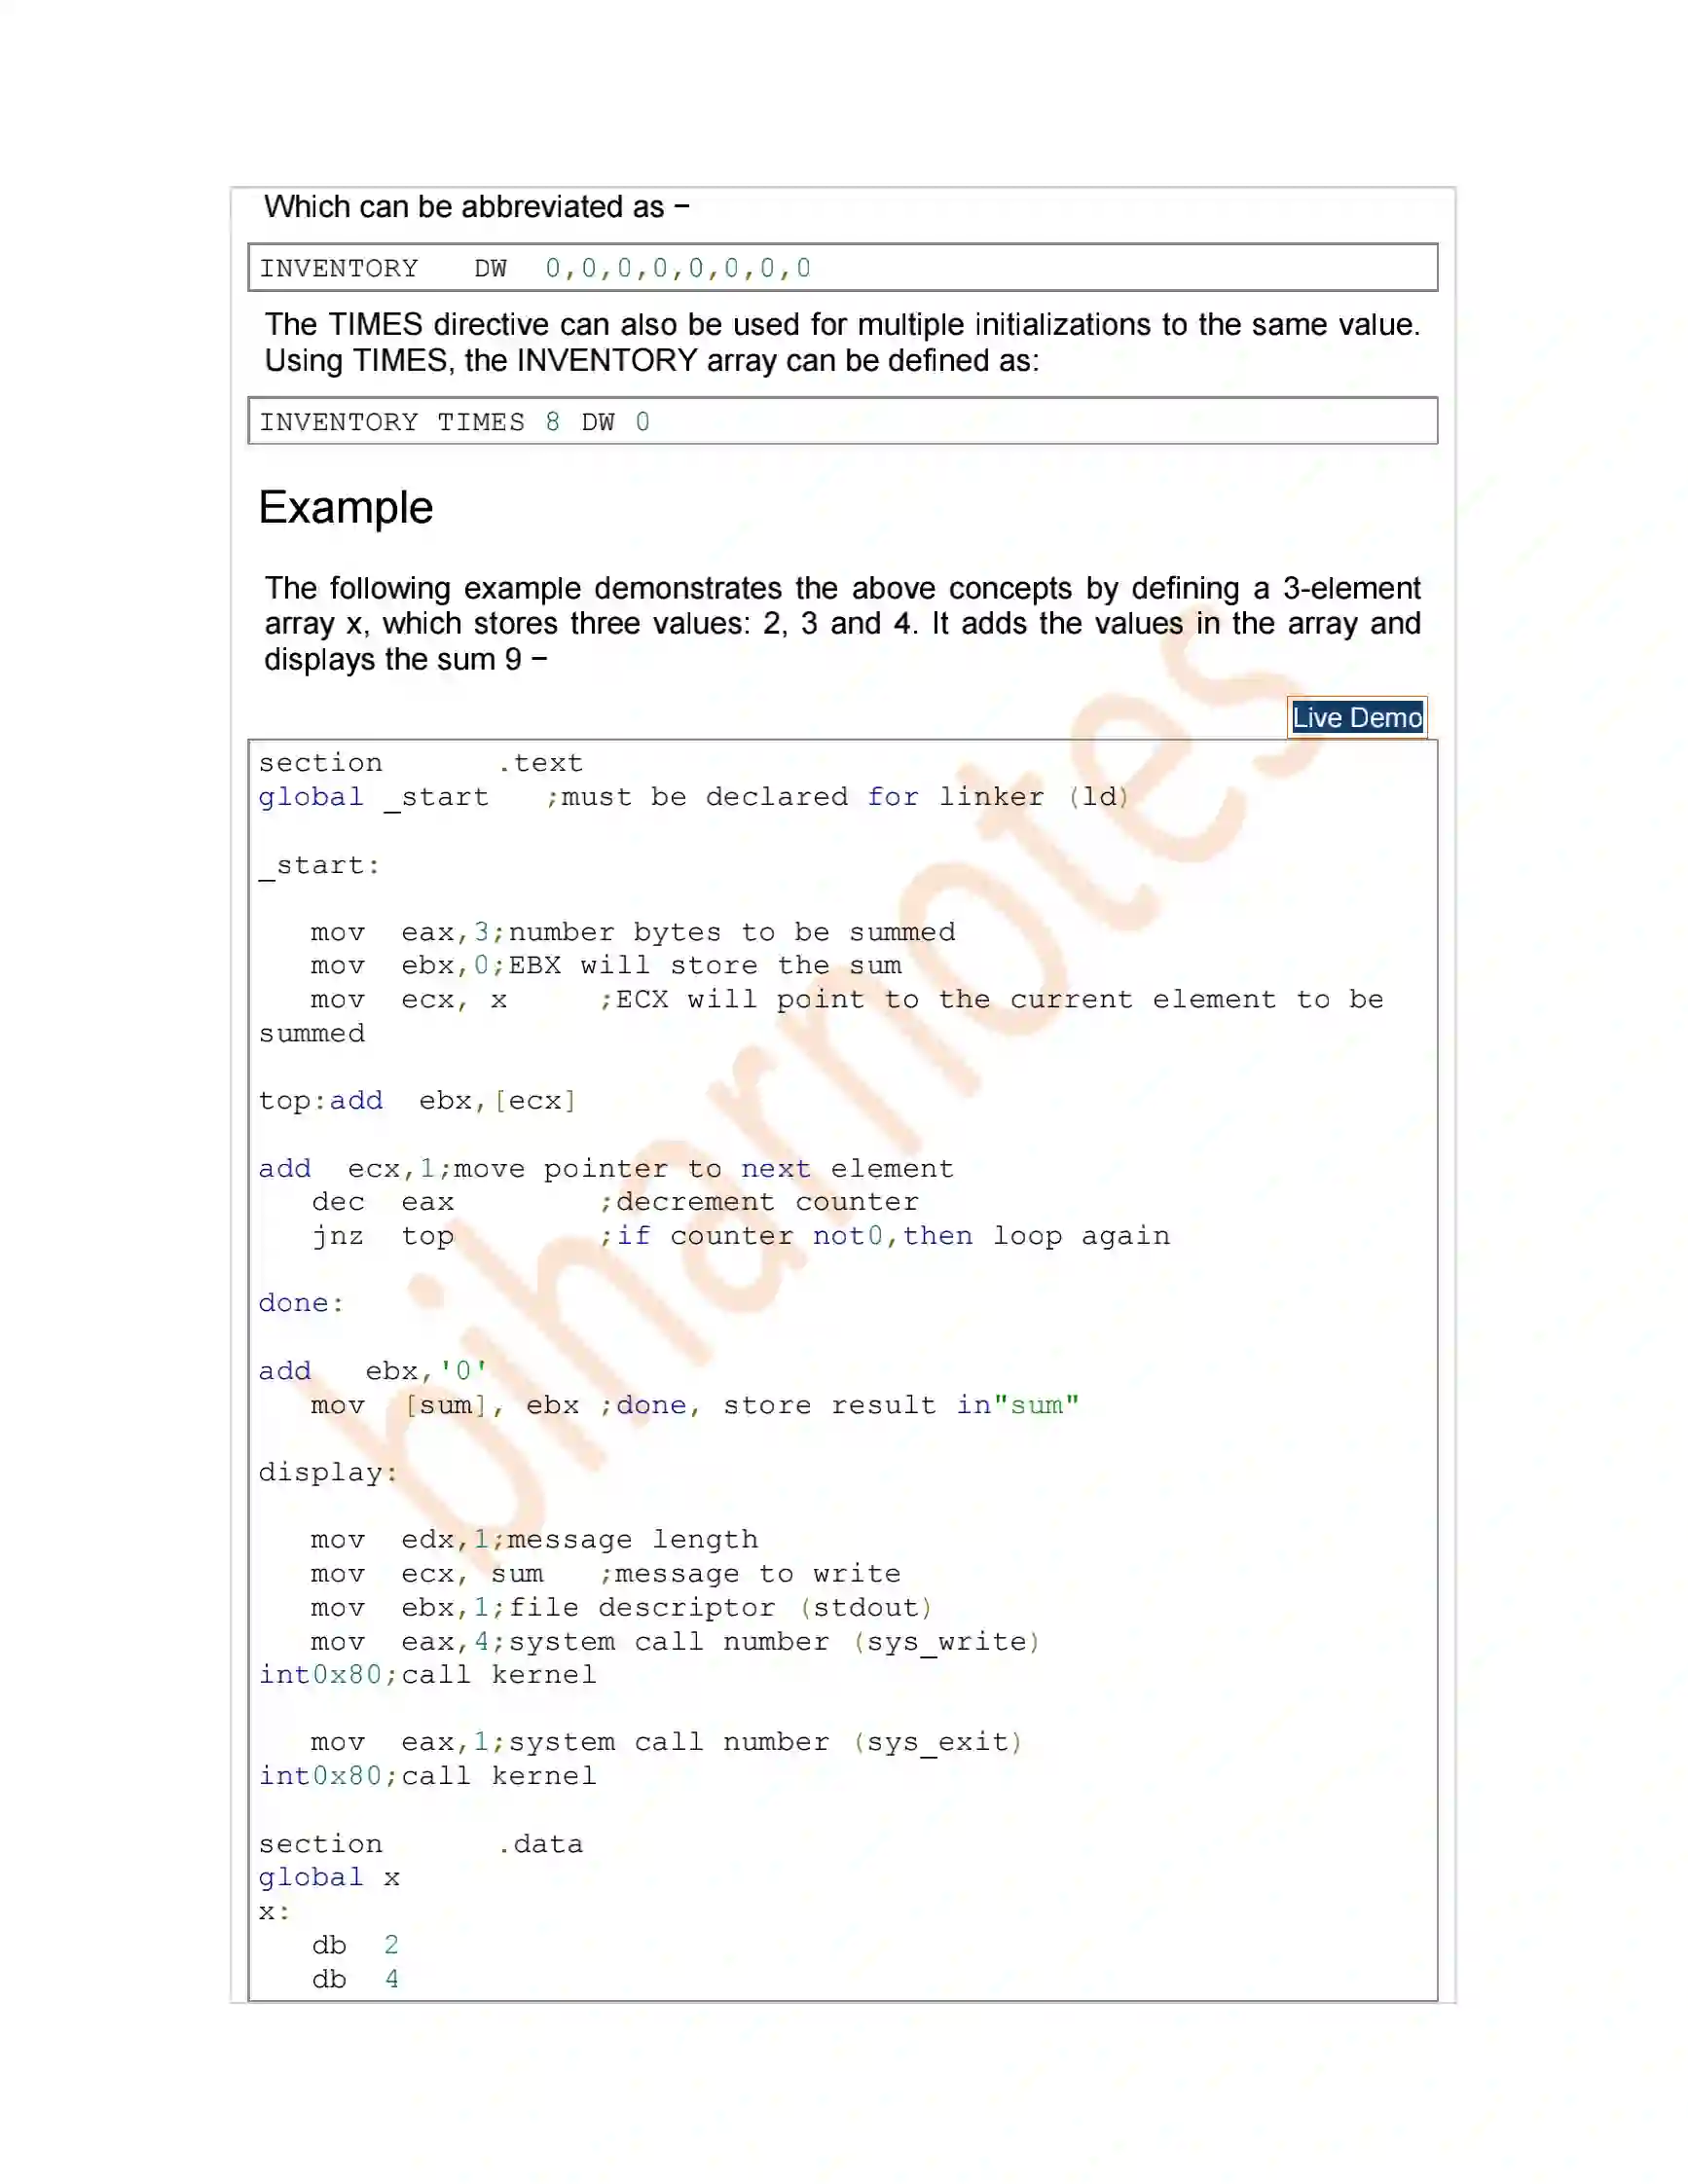 Which can be abbreviated as −
INVENTORY   DW  0,0,0,0,0,0,0,0
The TIMES directive can also be used for multiple initializations to the same value.
Using TIMES, the INVENTORY array can be defined as:
INVENTORY TIMES 8 DW 0
Example
The following example demonstrates the above concepts by defining a 3-element
array x, which stores three values: 2, 3 and 4. It adds the values in the array and
displays the sum 9 −
Live Demo
section      .text
global _start   ;must be declared for linker (ld)
_start:
   mov  eax,3;number bytes to be summed
   mov  ebx,0;EBX will store the sum
   mov  ecx, x     ;ECX will point to the current element to be
summed
top:add  ebx,[ecx]
add  ecx,1;move pointer to next element
   dec  eax        ;decrement counter
   jnz  top        ;if counter not0,then loop again
done:
add   ebx,'0'
   mov  [sum], ebx ;done, store result in"sum"
display:
   mov  edx,1;message length
   mov  ecx, sum   ;message to write
   mov  ebx,1;file descriptor (stdout)
   mov  eax,4;system call number (sys_write)
int0x80;call kernel
   mov  eax,1;system call number (sys_exit)
int0x80;call kernel
section      .data
global x
x:
   db  2
   db  4
biharnotes